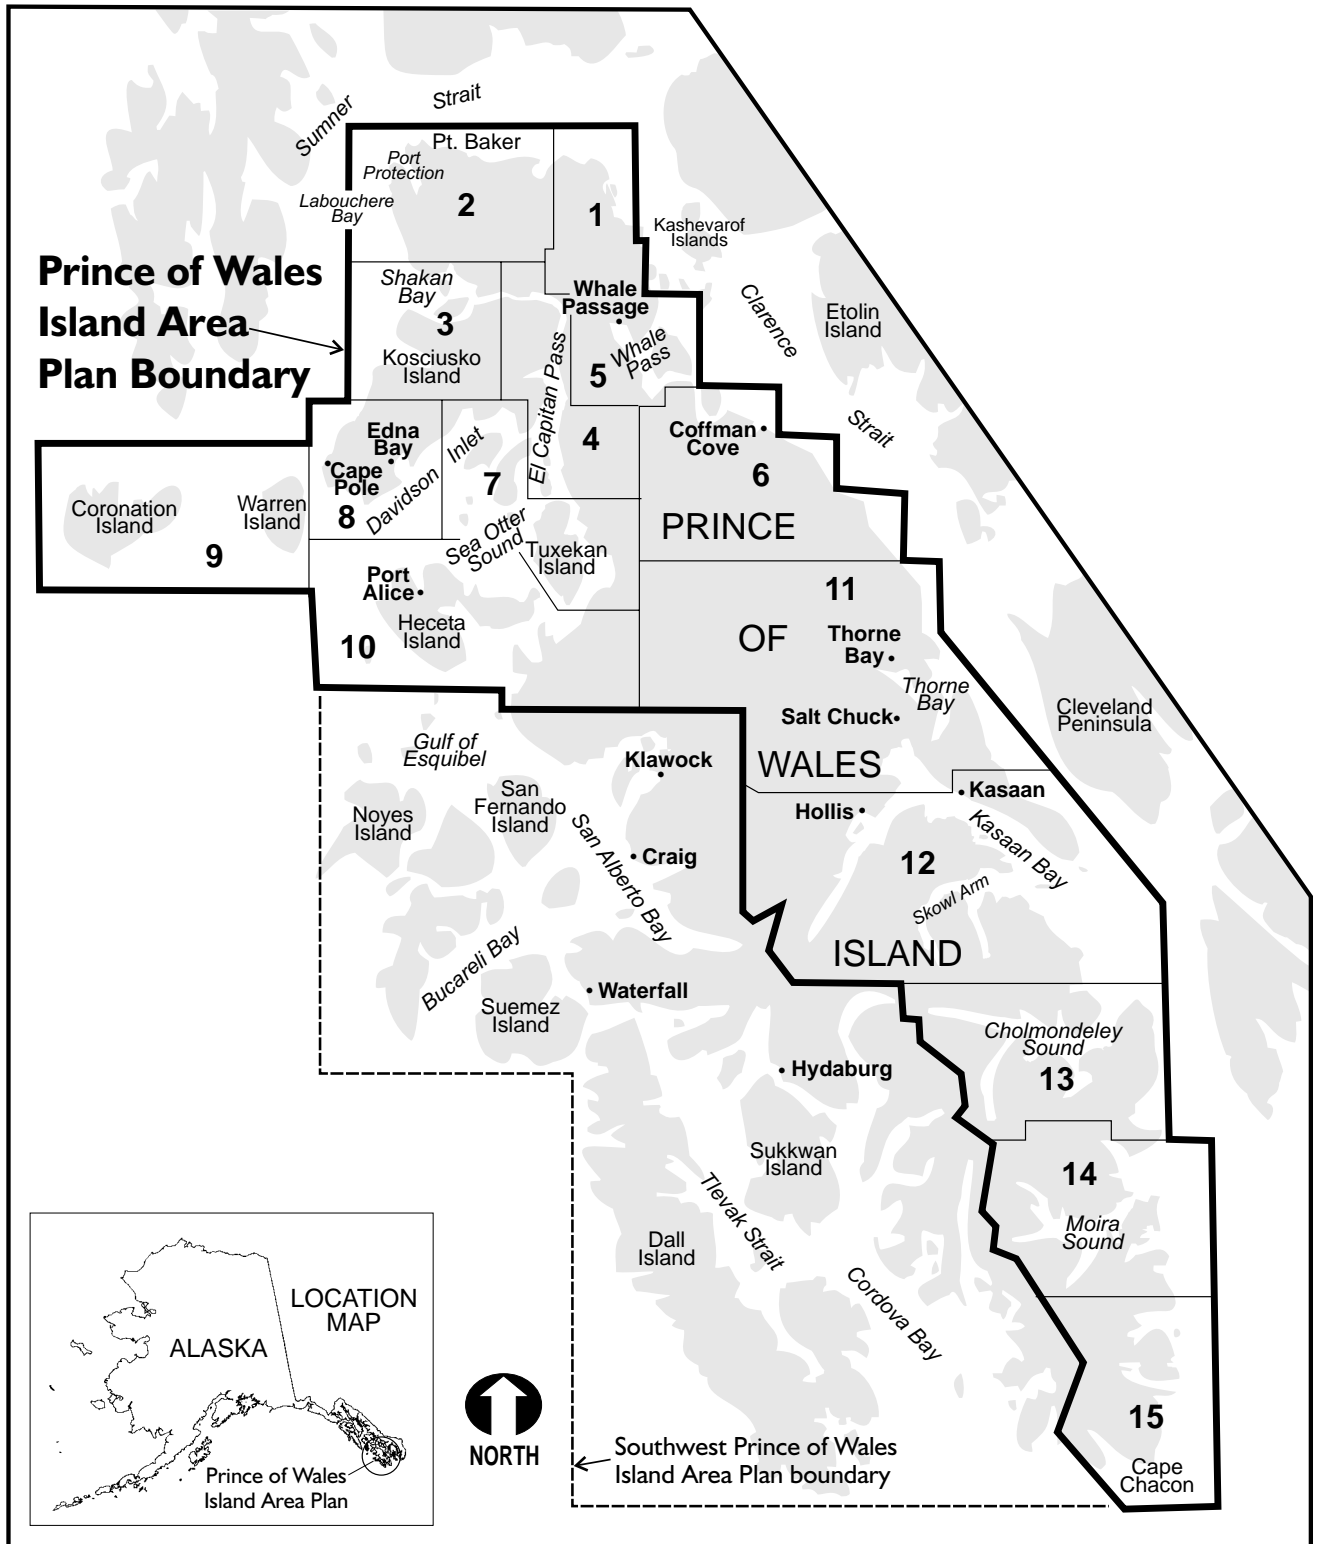 Sumner
Strait
Pt. Baker
Port
Protection
2
1
Labouchere
Bay
Kashevarof
Islands
Prince of Wales
Island Area
Plan Boundary
Shakan
Bay
3
Kosciusko
Island
Whale
Passage
Whale
Pass
5
Clarence
Strait
Etolin
Island
El Capitan Pass
4
Edna
Bay
Cape
Pole
8
Davidson
Inlet
7
Coffman
Cove
6
Coronation
Island
Warren
Island
9
PRINCE
Sea Otter
Sound
Tuxekan
Island
Port
Alice
Heceta
Island
10
11
OF
Thorne
Bay
Thorne
Bay
Salt Chuck
Cleveland
Peninsula
Gulf of
Esquibel
Klawock
WALES
Kasaan
Hollis
Noyes
Island
San
Fernando
Island
San Alberto Bay
Craig
Kasaan Bay
12
Skowl Arm
Bucareli Bay
ISLAND
Waterfall
Suemez
Island
Cholmondeley
Sound
13
Hydaburg
Sukkwan
Island
14
Tlevak Strait
Moira
Sound
Dall
Island
Cordova Bay
LOCATION
MAP
ALASKA
Prince of Wales
Island Area Plan
NORTH
Southwest Prince of Wales
Island Area Plan boundary
15
Cape
Chacon